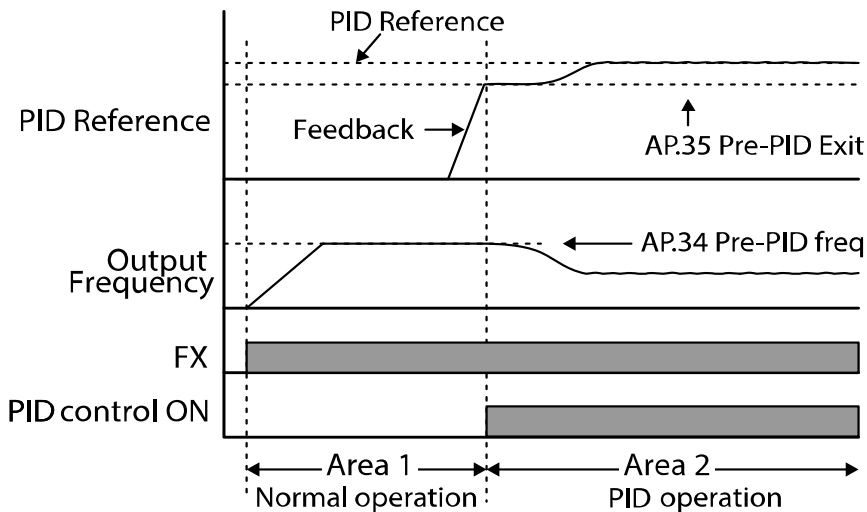 PID Reference
PID Reference
Feedback
AP.35 Pre-PID Exit
Output
Frequency
AP.34 Pre-PID freq
FX
PID control ON
Area 1
Area 2
Normal operation
PID operation